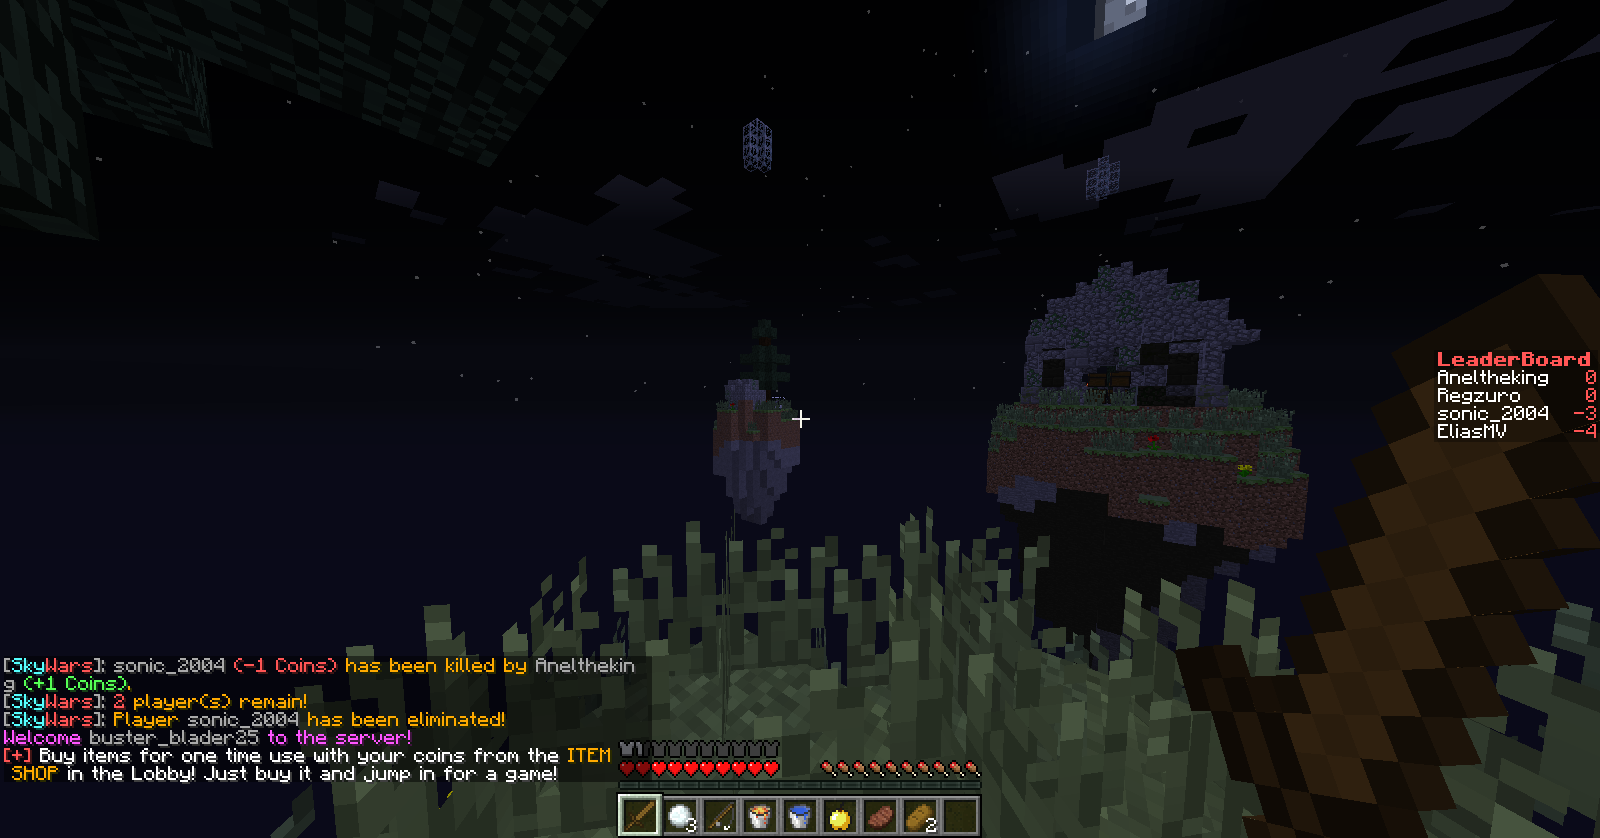 LeaderBoard
Aneltheking 0
Regzuro 0
sonic_2004 -3
EliasMV -4
[SkyWars]: sonic_2004 (-1 Coins) has been killed by Anelthekin
g (+1 Coins).
[SkyWars]: 2 player(s) remain!
[SkyWars]: Player sonic_2004 has been eliminated!
Welcome buster_blader25 to the server!
[+] Buy items for one time use with your coins from the ITEM
SHOP in the Lobby! Just buy it and jump in for a game!
3
2